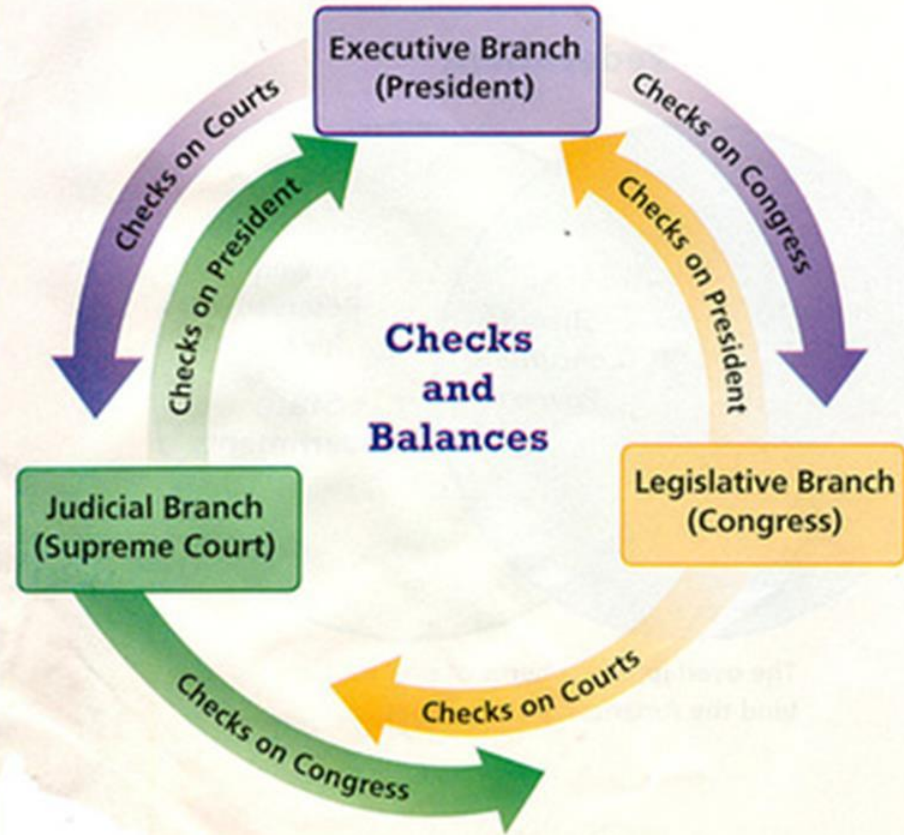 Executive Branch
(President)
Checks on Courts
Checks on President
Checks on Congress
Checks on President
Checks
and
Balances
Judicial Branch
(Supreme Court)
Legislative Branch
(Congress)
Checks on Courts
Checks on Congress